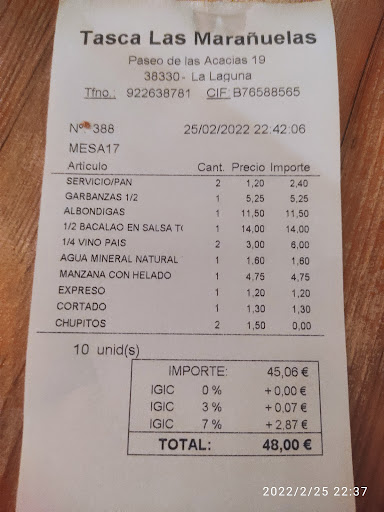 Tasca Las Marañuelas
Paseo de las Acacias 19
38330 - La Laguna
Tfno.: 922638781 CIF: B76588565
Nº 388 25/02/2022 22:42:06
MESA17
Articulo Cant. Precio Importe
SERVICIO/PAN 2 1,20 2,40
GARBANZAS 1/2 1 5,25 5,25
ALBONDIGAS 1 11,50 11,50
1/2 BACALAO EN SALSA T( 1 14,00 14,00
1/4 VINO PAIS 2 3,00 6,00
AGUA MINERAL NATURAL 1 1,60 1,60
MANZANA CON HELADO 1 4,75 4,75
EXPRESO 1 1,20 1,20
CORTADO 1 1,30 1,30
CHUPITOS 2 1,50 0,00
10 unid(s)
IMPORTE: 45,06 €
IGIC 0 % +0,00 €
IGIC 3 % +0,07 €
IGIC 7 % +2,87 €
TOTAL: 48,00 €
2022/2/25 22:37